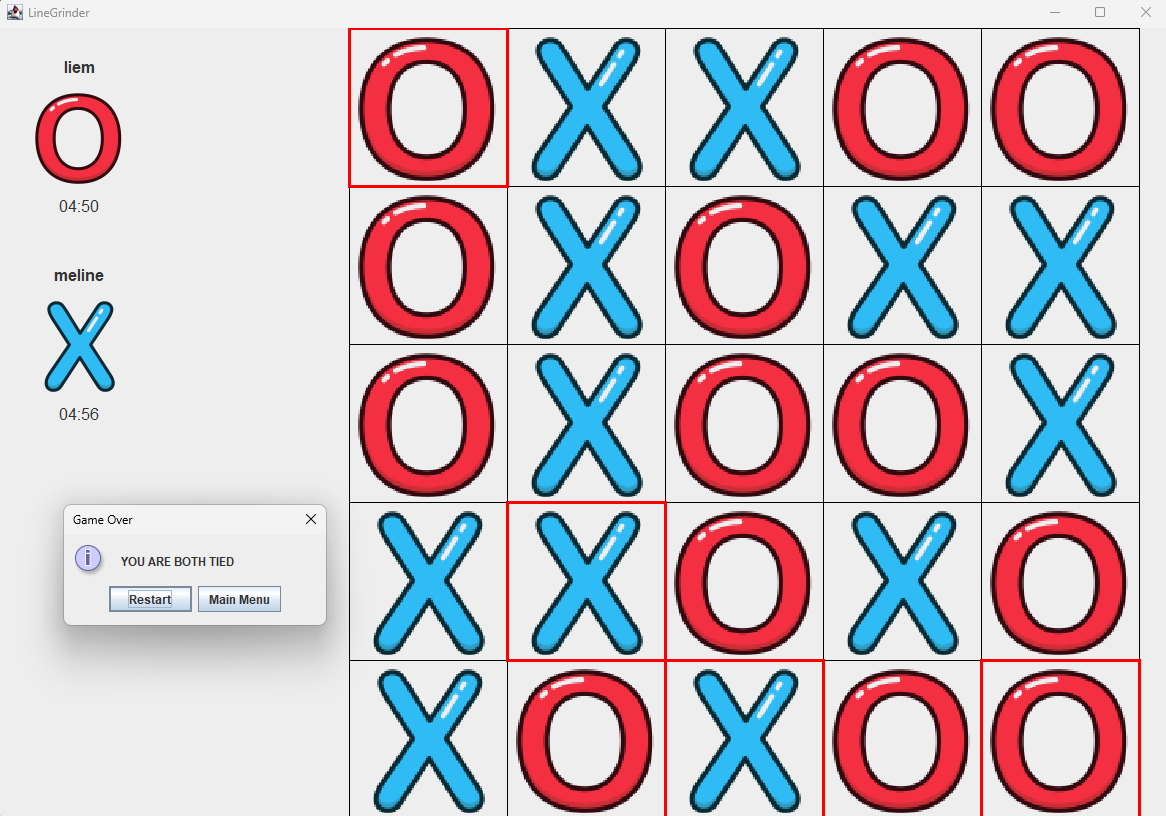 LineGrinder
liem
O
04:50
meline
X
04:56
Game Over
YOU ARE BOTH TIED
Restart
Main Menu
O X X O O
O X O X X
O X O O X
X X O X O
X O X O O